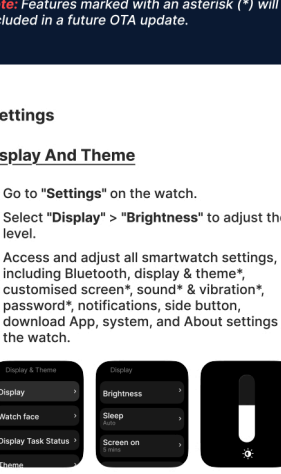 te: Features marked with an asterisk (*) will
cluded in a future OTA update.
ettings
splay And Theme
Go to "Settings" on the watch.
Select "Display" > "Brightness" to adjust the
level.
Access and adjust all smartwatch settings,
including Bluetooth, display & theme*,
customised screen*, sound* & vibration*,
password*, notifications, side button,
download App, system, and About settings
the watch.
Display & Theme
Display
Watch face
Display Task Status
Theme
Display
Brightness
Sleep
Auto
Screen on
5 mins